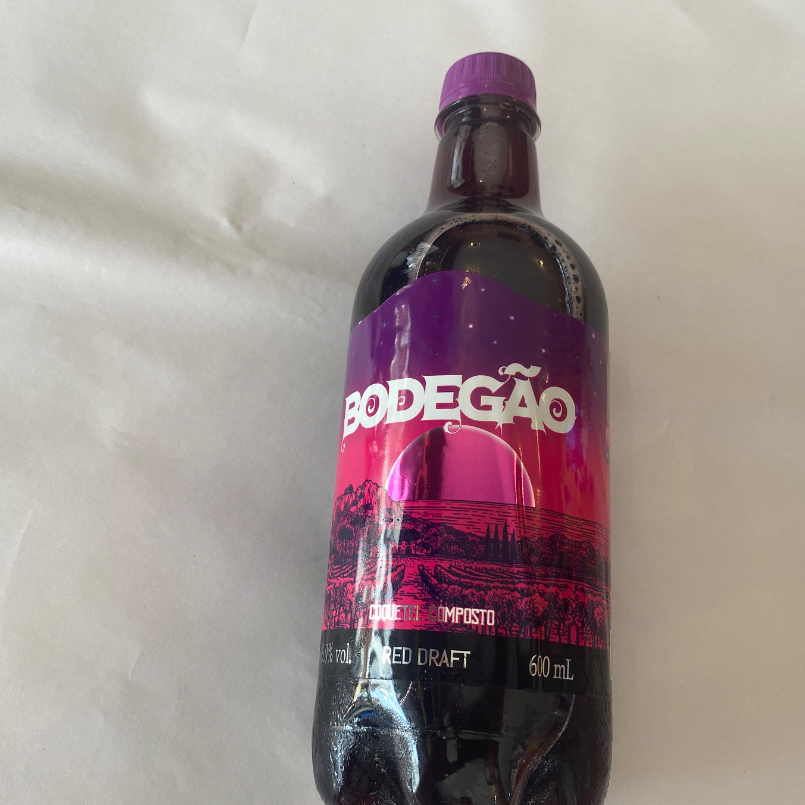 BODEGÃO
COQUETEL COMPOSTO
% vol. RED DRAFT 600 mL